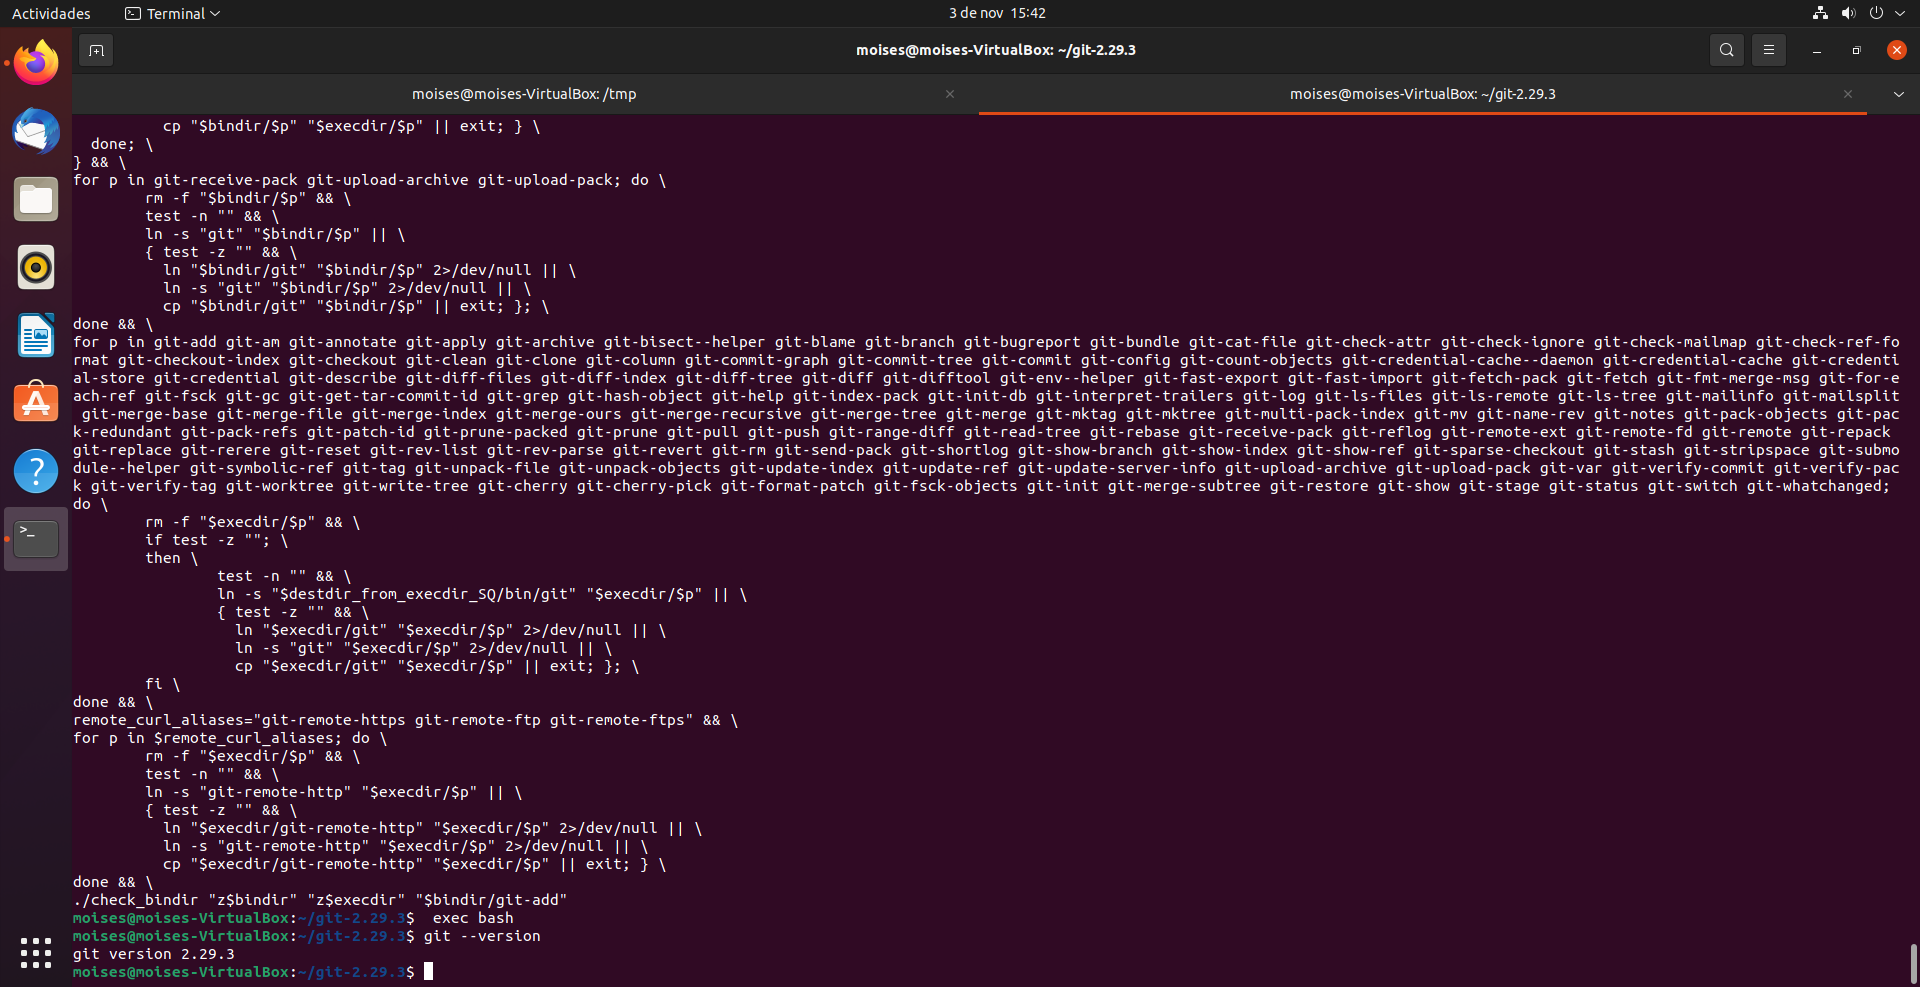 Actividades
Terminal
3 de nov 15:42
moises@moises-VirtualBox: ~/git-2.29.3
moises@moises-VirtualBox: /tmp
moises@moises-VirtualBox: ~/git-2.29.3
cp "$bindir/$p" "$execdir/$p" || exit; } \
done; \
} && \
for p in git-receive-pack git-upload-archive git-upload-pack; do \
rm -f "$bindir/$p" && \
test -n "" && \
ln -s "git" "$bindir/$p" || \
{ test -z "" && \
ln "$bindir/git" "$bindir/$p" 2>/dev/null || \
ln -s "git" "$bindir/$p" 2>/dev/null || \
cp "$bindir/git" "$bindir/$p" || exit; }; \
done && \
for p in git-add git-am git-annotate git-apply git-archive git-bisect--helper git-blame git-branch git-bugreport git-bundle git-cat-file git-check-attr git-check-ignore git-check-mailmap git-check-ref-fo
rmat git-checkout-index git-checkout git-clean git-clone git-column git-commit-graph git-commit-tree git-commit git-config git-count-objects git-credential-cache--daemon git-credential-cache git-credenti
al-store git-credential git-describe git-diff-files git-diff-index git-diff-tree git-diff git-difftool git-env--helper git-fast-export git-fast-import git-fetch-pack git-fetch git-fmt-merge-msg git-for-e
ach-ref git-fsck git-gc git-get-tar-commit-id git-grep git-hash-object git-help git-index-pack git-init-db git-interpret-trailers git-log git-ls-files git-ls-remote git-ls-tree git-mailinfo git-mailsplit
git-merge-base git-merge-file git-merge-index git-merge-ours git-merge-recursive git-merge-tree git-merge git-mktag git-mktree git-multi-pack-index git-mv git-name-rev git-notes git-pack-objects git-pac
k-redundant git-pack-refs git-patch-id git-prune-packed git-prune git-pull git-push git-range-diff git-read-tree git-rebase git-receive-pack git-reflog git-remote-ext git-remote-fd git-remote git-repack
git-replace git-rerere git-reset git-rev-list git-rev-parse git-revert git-rm git-send-pack git-shortlog git-show-branch git-show-index git-show-ref git-sparse-checkout git-stash git-stripspace git-submo
dule--helper git-symbolic-ref git-tag git-unpack-file git-unpack-objects git-update-index git-update-ref git-update-server-info git-upload-archive git-upload-pack git-var git-verify-commit git-verify-pac
k git-verify-tag git-worktree git-write-tree git-cherry git-cherry-pick git-format-patch git-fsck-objects git-init git-merge-subtree git-restore git-show git-stage git-status git-switch git-whatchanged;
do \
rm -f "$execdir/$p" && \
if test -z ""; \
then \
test -n "" && \
ln -s "$destdir_from_execdir_SQ/bin/git" "$execdir/$p" || \
{ test -z "" && \
ln "$execdir/git" "$execdir/$p" 2>/dev/null || \
ln -s "git" "$execdir/$p" 2>/dev/null || \
cp "$execdir/git" "$execdir/$p" || exit; }; \
fi \
done && \
remote_curl_aliases="git-remote-https git-remote-ftp git-remote-ftps" && \
for p in $remote_curl_aliases; do \
rm -f "$execdir/$p" && \
test -n "" && \
ln -s "git-remote-http" "$execdir/$p" || \
{ test -z "" && \
ln "$execdir/git-remote-http" "$execdir/$p" 2>/dev/null || \
ln -s "git-remote-http" "$execdir/$p" 2>/dev/null || \
cp "$execdir/git-remote-http" "$execdir/$p" || exit; } \
done && \
./check_bindir "z$bindir" "z$execdir" "$bindir/git-add"
moises@moises-VirtualBox:~/git-2.29.3$  exec bash
moises@moises-VirtualBox:~/git-2.29.3$ git --version
git version 2.29.3
moises@moises-VirtualBox:~/git-2.29.3$